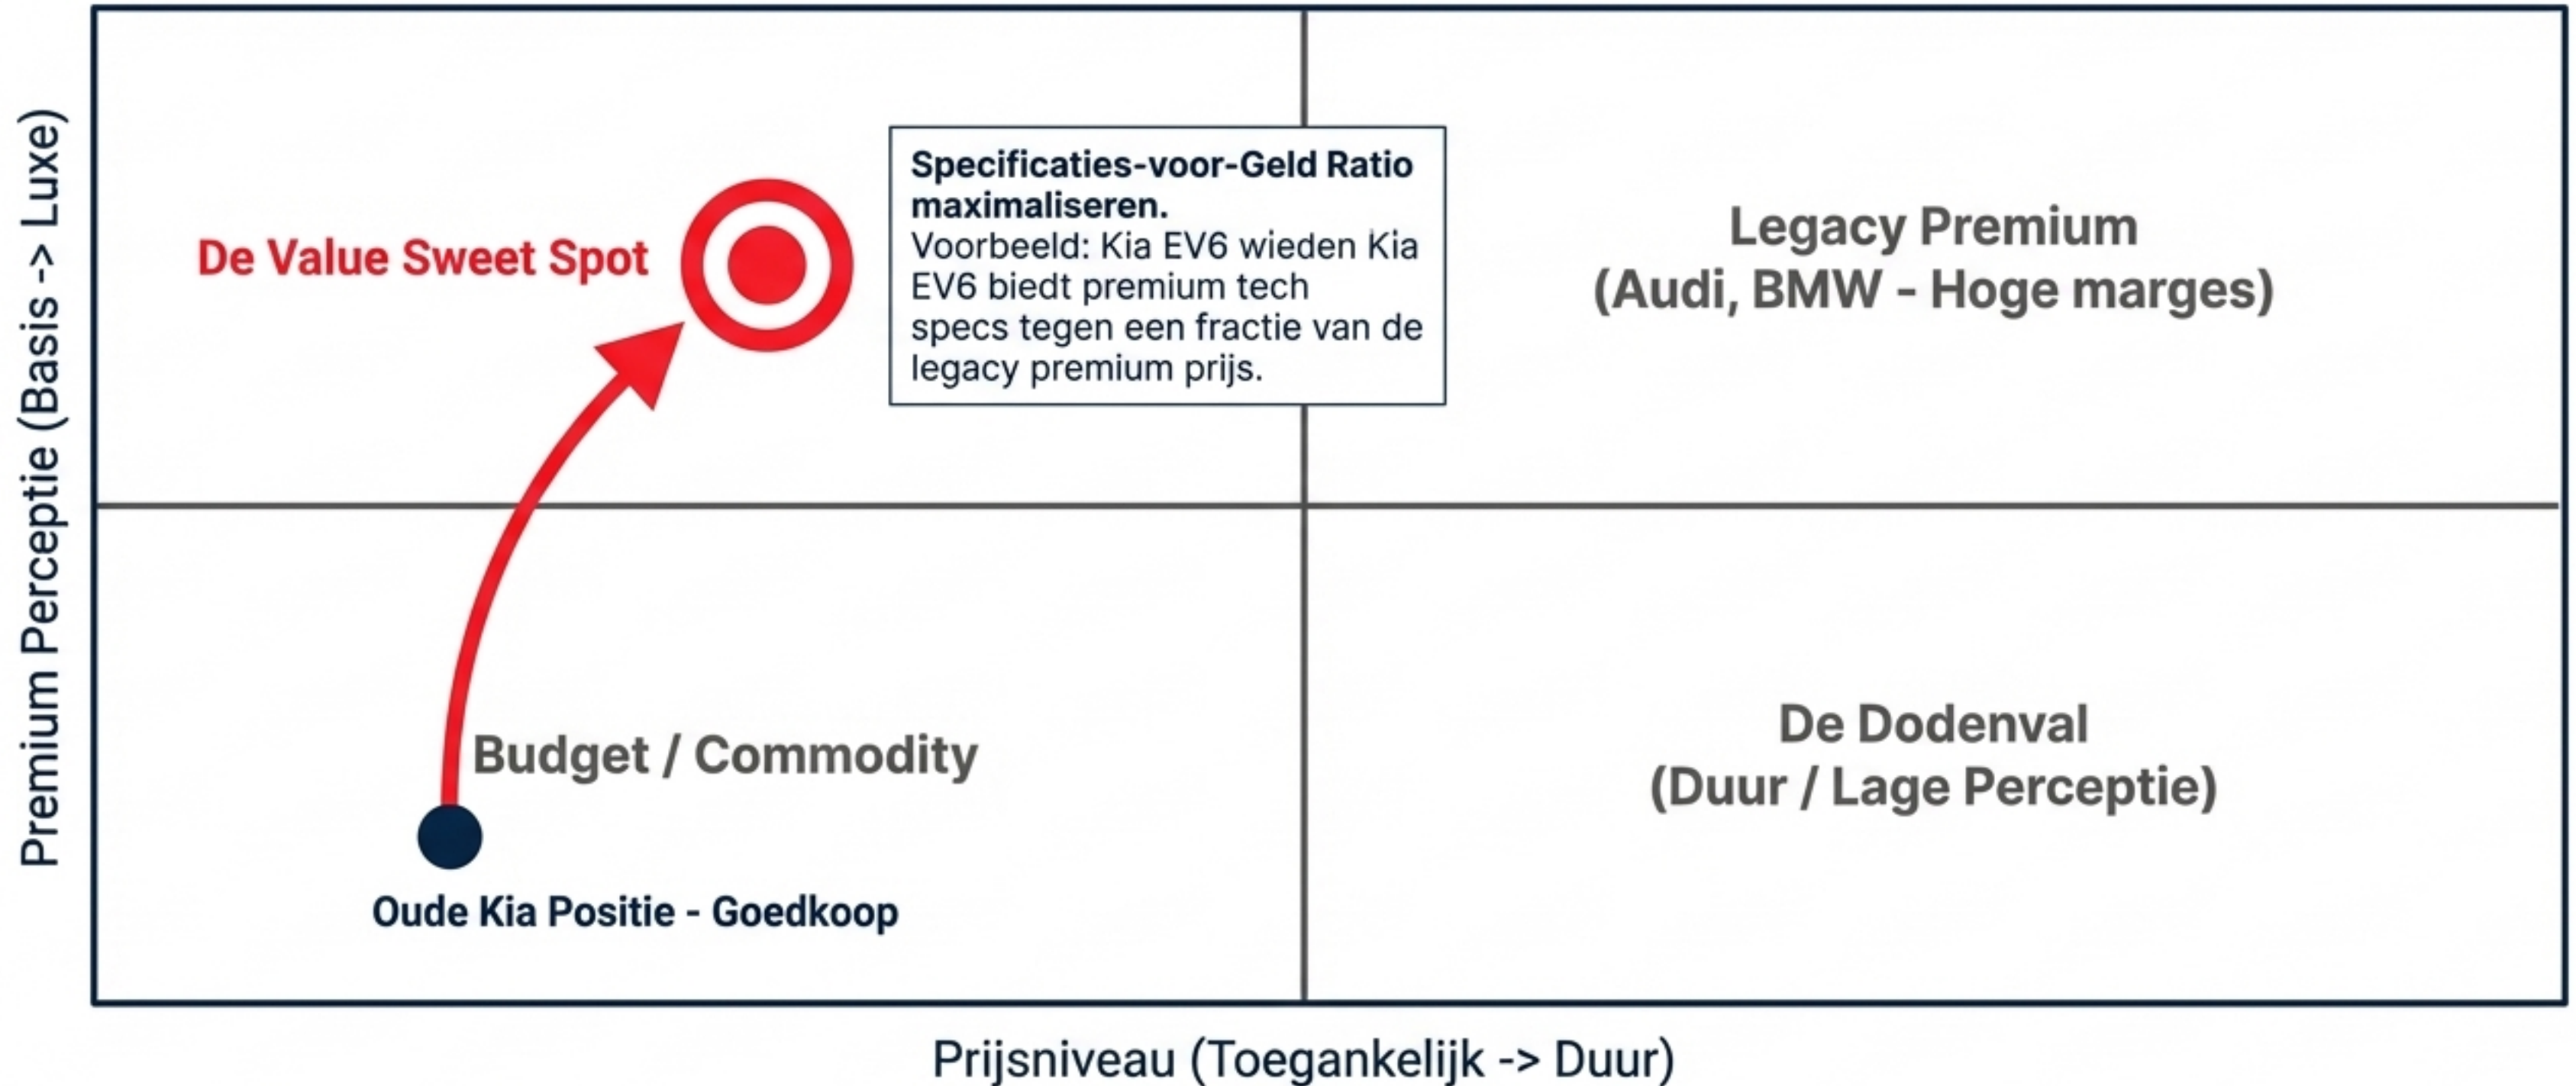 Premium Perceptie (Basis -> Luxe)
De Value Sweet Spot
Specificaties-voor-Geld Ratio
maximaliseren.
Voorbeeld: Kia EV6 wieden Kia
EV6 biedt premium tech
specs tegen een fractie van de
legacy premium prijs.
Legacy Premium
(Audi, BMW - Hoge marges)
Budget / Commodity
Oude Kia Positie - Goedkoop
De Dodenval
(Duur / Lage Perceptie)
Prijsniveau (Toegankelijk -> Duur)